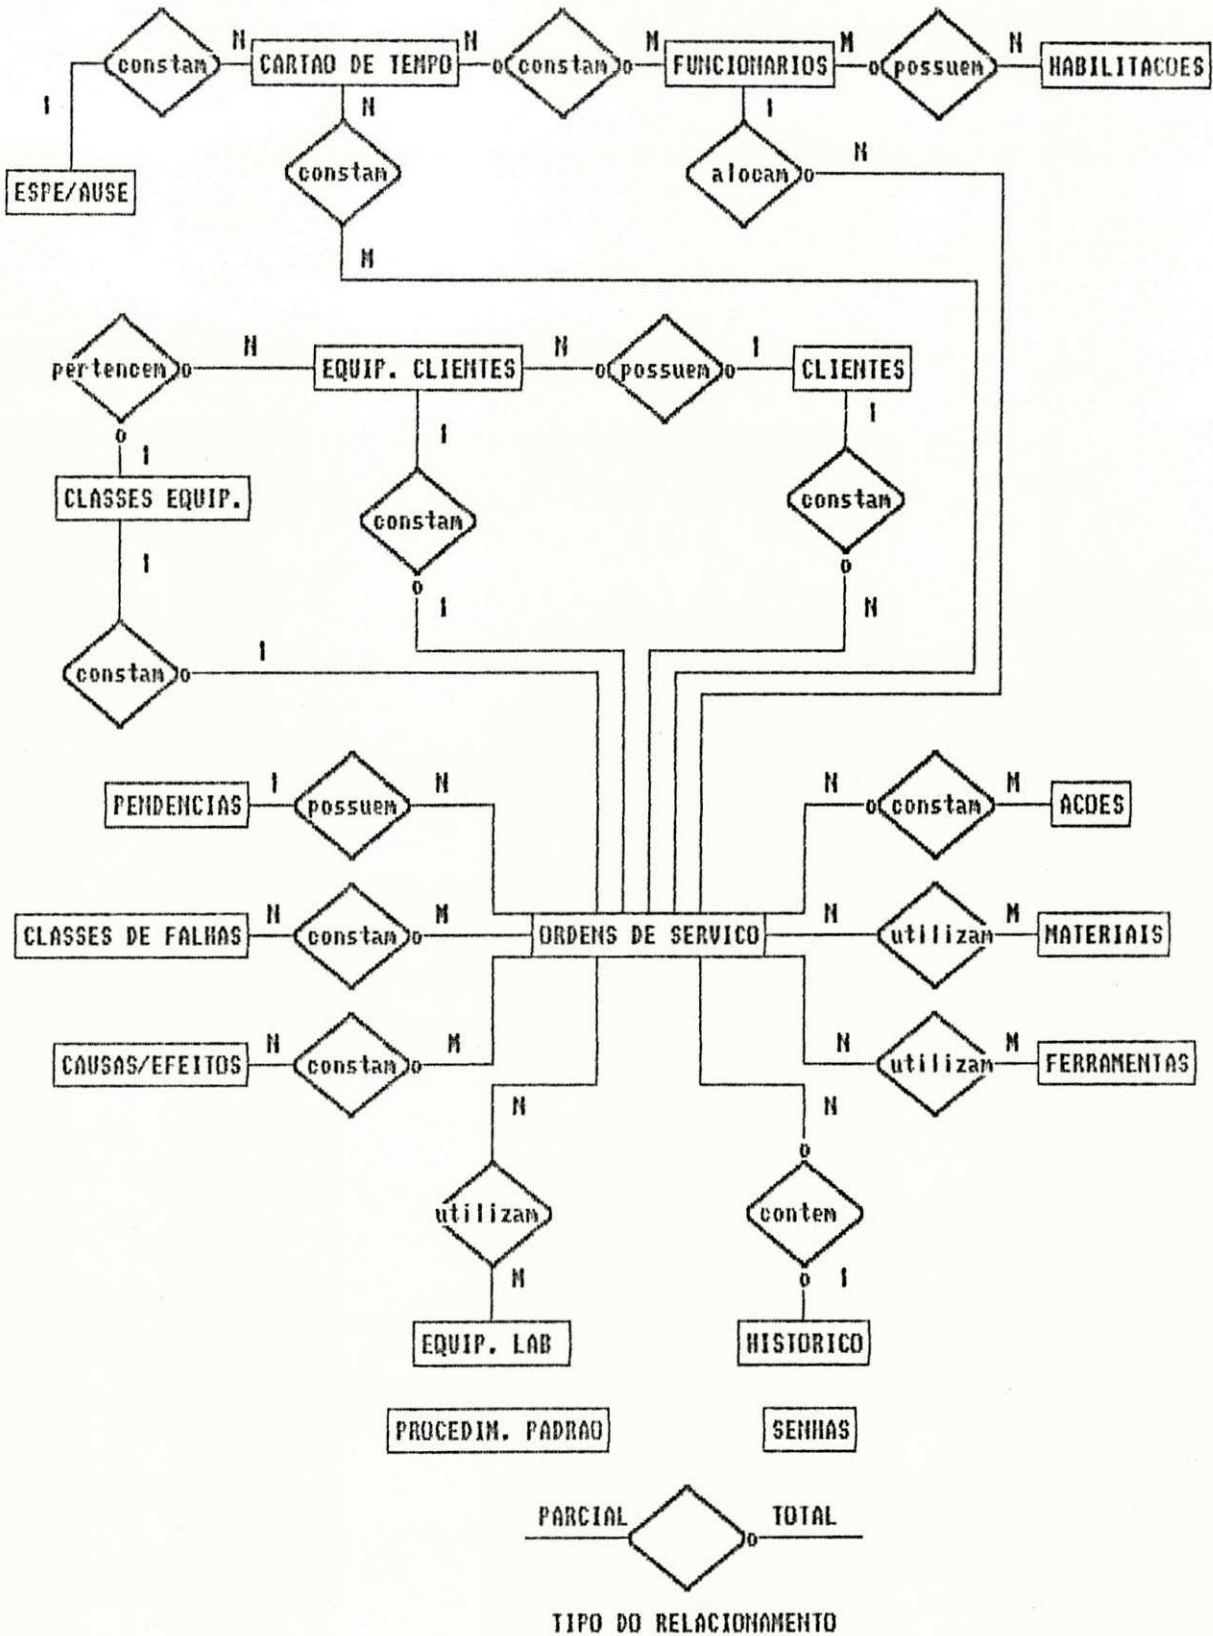 N N M M N
constam CARTAO DE TEMPO o constam o FUNCIONARIOS o possuem HABILITACOES
1 N 1 N
constam alocam o
ESPE/AUSE
M
N N 1
pertencem o EQUIP. CLIENTES o possuem o CLIENTES
o 1 1 1
CLASSES EQUIP. constam
constam
1 o 1 o N
constam o 1
1 N N M
PENDENCIAS possuem o constam ACOES
N M N M
CLASSES DE FALHAS constam o ORDENS DE SERVICO utilizam MATERIAIS
N M N M
CAUSAS/EFEITOS constam o utilizam FERRAMENTAS
N N
o
utilizam contem
M o 1
EQUIP. LAB HISTORICO
PROCEDIM. PADRAO SENHAS
PARCIAL o TOTAL
TIPO DO RELACIONAMENTO